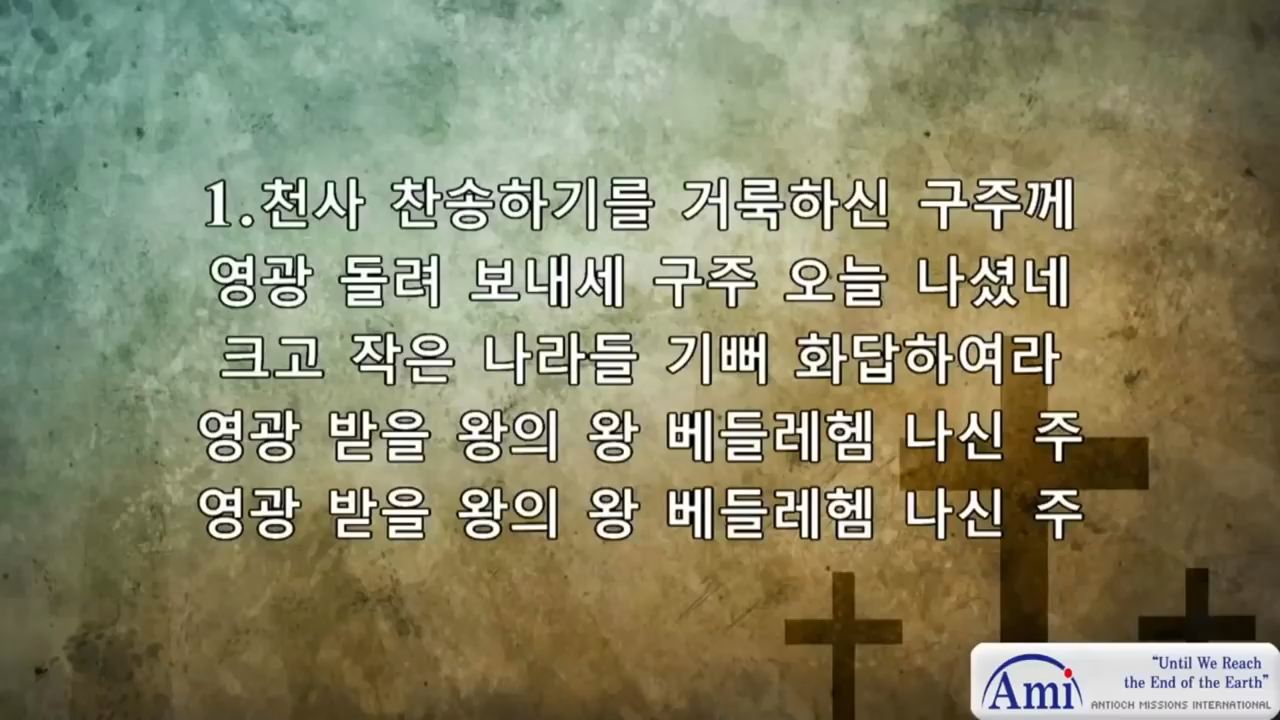 1.천사 찬송하기를 거룩하신 구주께
영광 돌려 보내세 구주 오늘 나셨네
크고 작은 나라들 기뻐 화답하여라
영광 받을 왕의 왕 베들레헴 나신 주
영광 받을 왕의 왕 베들레헴 나신 주
Ami
“Until We Reach
the End of the Earth”
ANTIOCH MISSIONS INTERNATIONAL